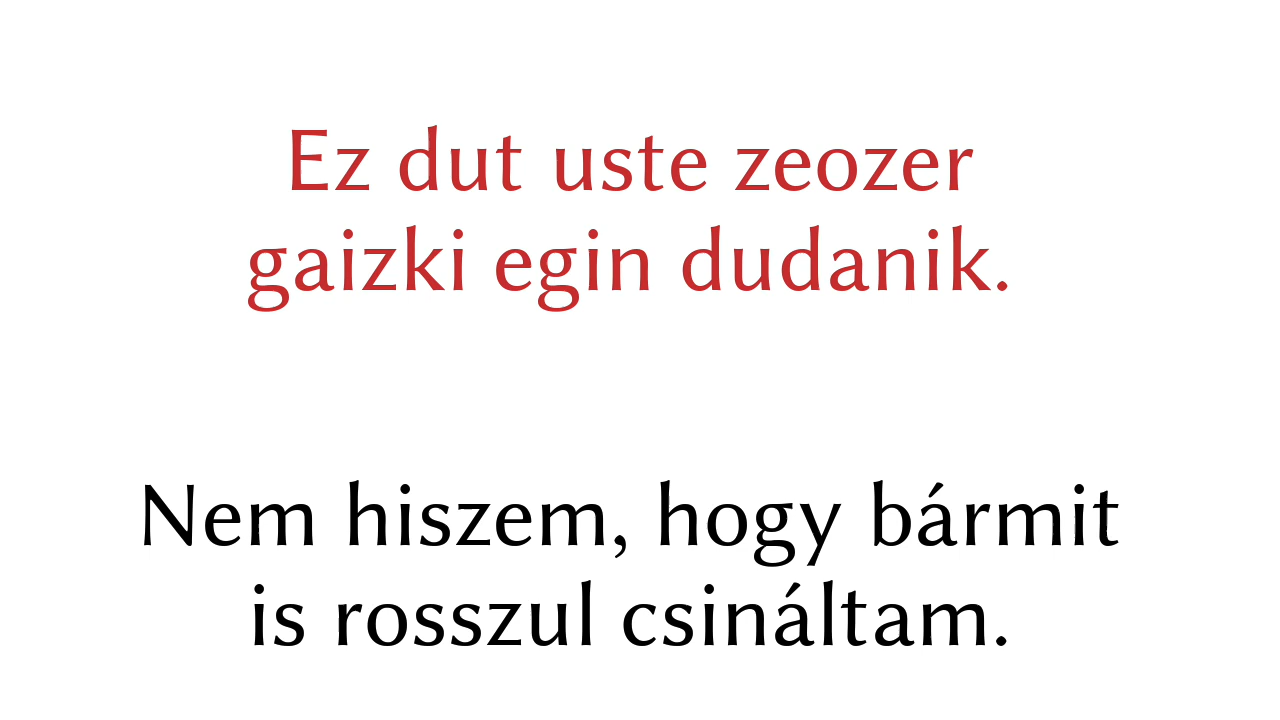 Ez dut uste zeozer
gaizki egin dudanik.
Nem hiszem, hogy bármit
is rosszul csináltam.